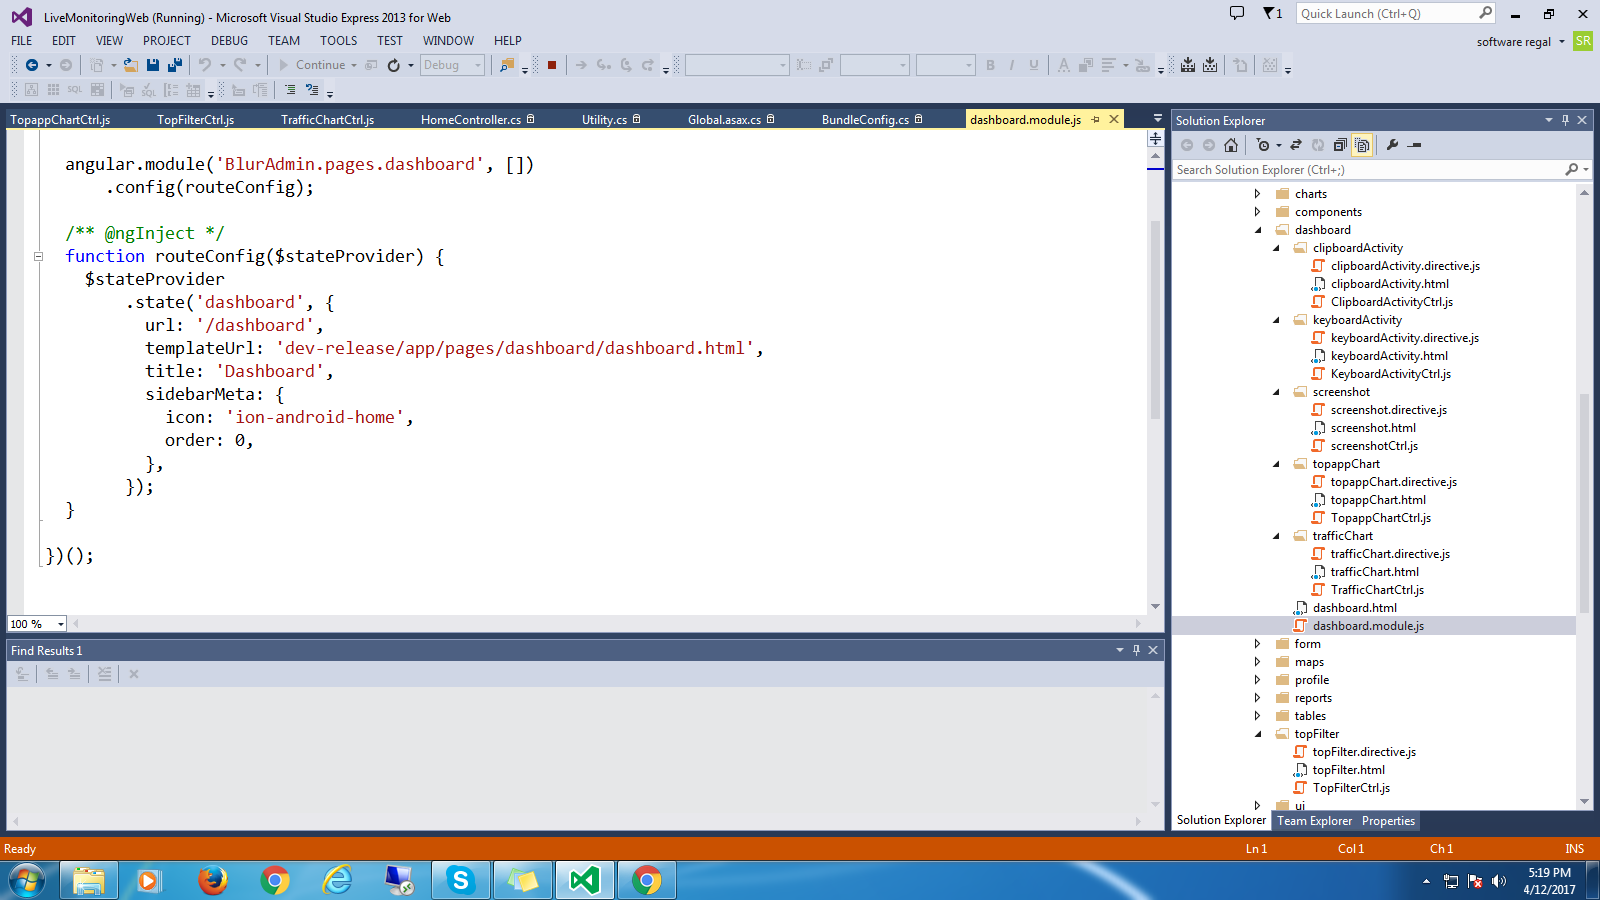 LiveMonitoringWeb (Running) - Microsoft Visual Studio Express 2013 for Web
1
Quick Launch (Ctrl+Q)
FILE EDIT VIEW PROJECT DEBUG TEAM TOOLS TEST WINDOW HELP
software regal
SR
Continue
Debug
B I U A
SQL
SQL
TopappChartCtrl.js TopFilterCtrl.js TrafficChartCtrl.js HomeController.cs Utility.cs Global.asax.cs BundleConfig.cs dashboard.module.js
angular.module('BlurAdmin.pages.dashboard', [])
.config(routeConfig);
/** @ngInject */
function routeConfig($stateProvider) {
$stateProvider
.state('dashboard', {
url: '/dashboard',
templateUrl: 'dev-release/app/pages/dashboard/dashboard.html',
title: 'Dashboard',
sidebarMeta: {
icon: 'ion-android-home',
order: 0,
},
});
}
})();
100 %
Find Results 1
Solution Explorer
Search Solution Explorer (Ctrl+;)
charts
components
dashboard
clipboardActivity
clipboardActivity.directive.js
clipboardActivity.html
ClipboardActivityCtrl.js
keyboardActivity
keyboardActivity.directive.js
keyboardActivity.html
KeyboardActivityCtrl.js
screenshot
screenshot.directive.js
screenshot.html
screenshotCtrl.js
topappChart
topappChart.directive.js
topappChart.html
TopappChartCtrl.js
trafficChart
trafficChart.directive.js
trafficChart.html
TrafficChartCtrl.js
dashboard.html
dashboard.module.js
form
maps
profile
reports
tables
topFilter
topFilter.directive.js
topFilter.html
TopFilterCtrl.js
ui
Solution Explorer Team Explorer Properties
Ready
Ln 1 Col 1 Ch 1 INS
5:19 PM
4/12/2017